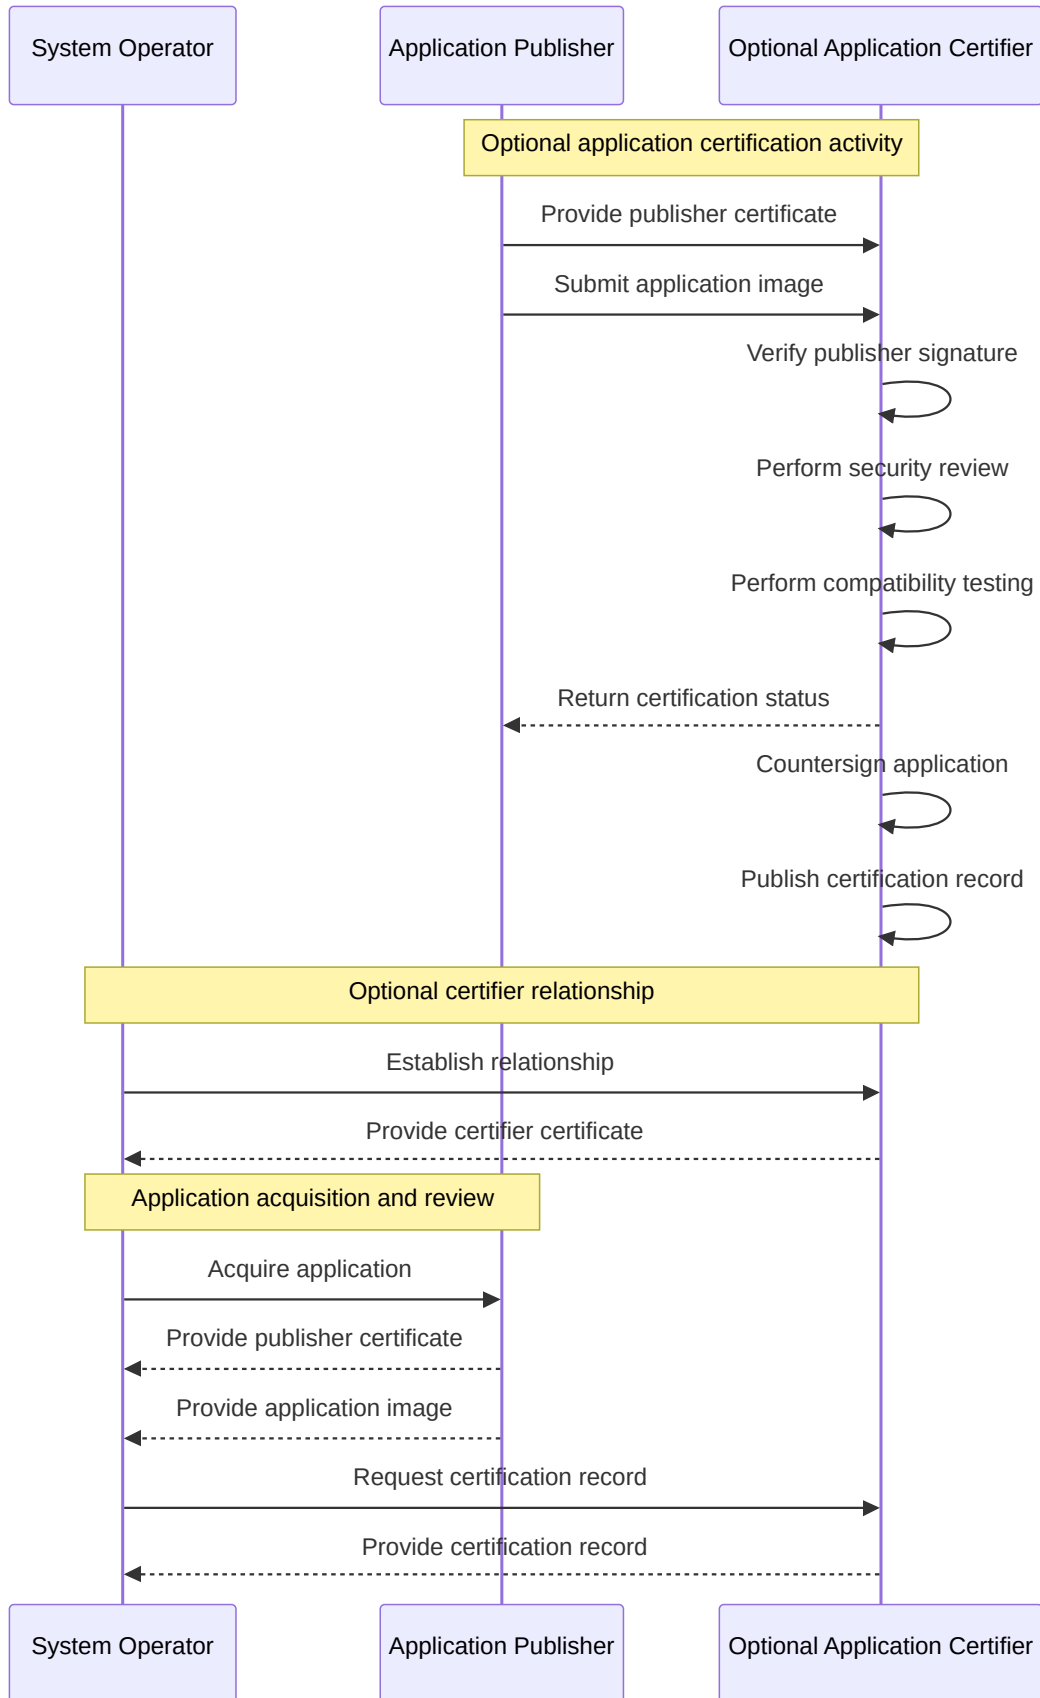 System Operator
Application Publisher
Optional Application Certifier
Optional application certification activity
Provide publisher certificate
Submit application image
Verify publisher signature
Perform security review
Perform compatibility testing
Return certification status
Countersign application
Publish certification record
Optional certifier relationship
Establish relationship
Provide certifier certificate
Application acquisition and review
Acquire application
Provide publisher certificate
Provide application image
Request certification record
Provide certification record
System Operator
Application Publisher
Optional Application Certifier